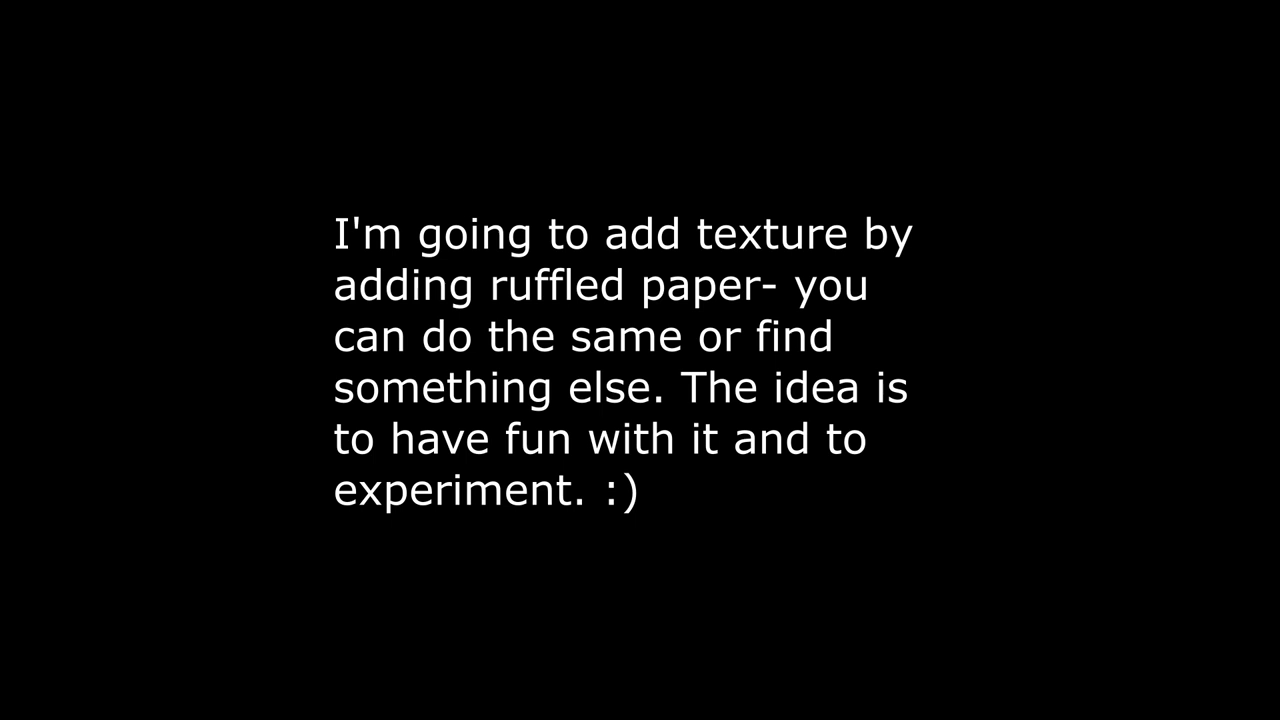 I'm going to add texture by
adding ruffled paper- you
can do the same or find
something else. The idea is
to have fun with it and to
experiment. :)